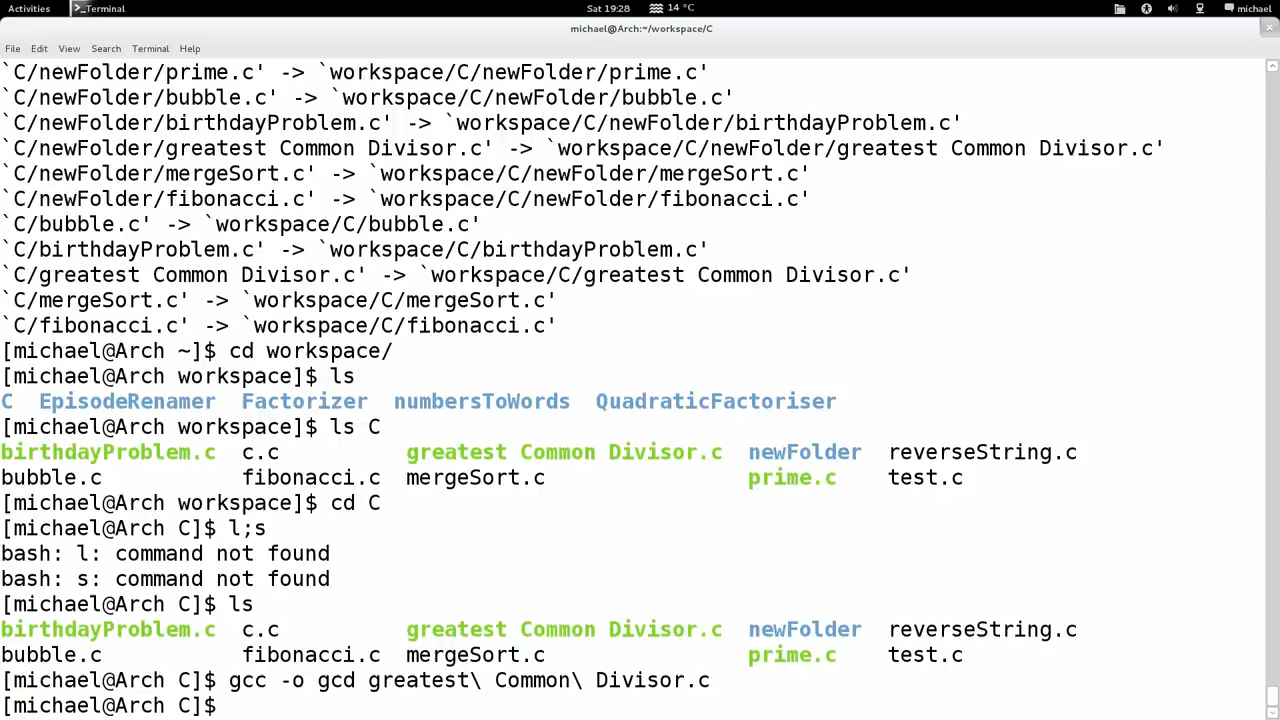 Activities >_Terminal Sat 19:28 14 °C michael
michael@Arch:~/workspace/C
File Edit View Search Terminal Help
`C/newFolder/prime.c' -> `workspace/C/newFolder/prime.c'
`C/newFolder/bubble.c' -> `workspace/C/newFolder/bubble.c'
`C/newFolder/birthdayProblem.c' -> `workspace/C/newFolder/birthdayProblem.c'
`C/newFolder/greatest Common Divisor.c' -> `workspace/C/newFolder/greatest Common Divisor.c'
`C/newFolder/mergeSort.c' -> `workspace/C/newFolder/mergeSort.c'
`C/newFolder/fibonacci.c' -> `workspace/C/newFolder/fibonacci.c'
`C/bubble.c' -> `workspace/C/bubble.c'
`C/birthdayProblem.c' -> `workspace/C/birthdayProblem.c'
`C/greatest Common Divisor.c' -> `workspace/C/greatest Common Divisor.c'
`C/mergeSort.c' -> `workspace/C/mergeSort.c'
`C/fibonacci.c' -> `workspace/C/fibonacci.c'
[michael@Arch ~]$ cd workspace/
[michael@Arch workspace]$ ls
C EpisodeRenamer Factorizer numbersToWords QuadraticFactoriser
[michael@Arch workspace]$ ls C
birthdayProblem.c c.c greatest Common Divisor.c newFolder reverseString.c
bubble.c fibonacci.c mergeSort.c prime.c test.c
[michael@Arch workspace]$ cd C
[michael@Arch C]$ l;s
bash: l: command not found
bash: s: command not found
[michael@Arch C]$ ls
birthdayProblem.c c.c greatest Common Divisor.c newFolder reverseString.c
bubble.c fibonacci.c mergeSort.c prime.c test.c
[michael@Arch C]$ gcc -o gcd greatest\ Common\ Divisor.c
[michael@Arch C]$